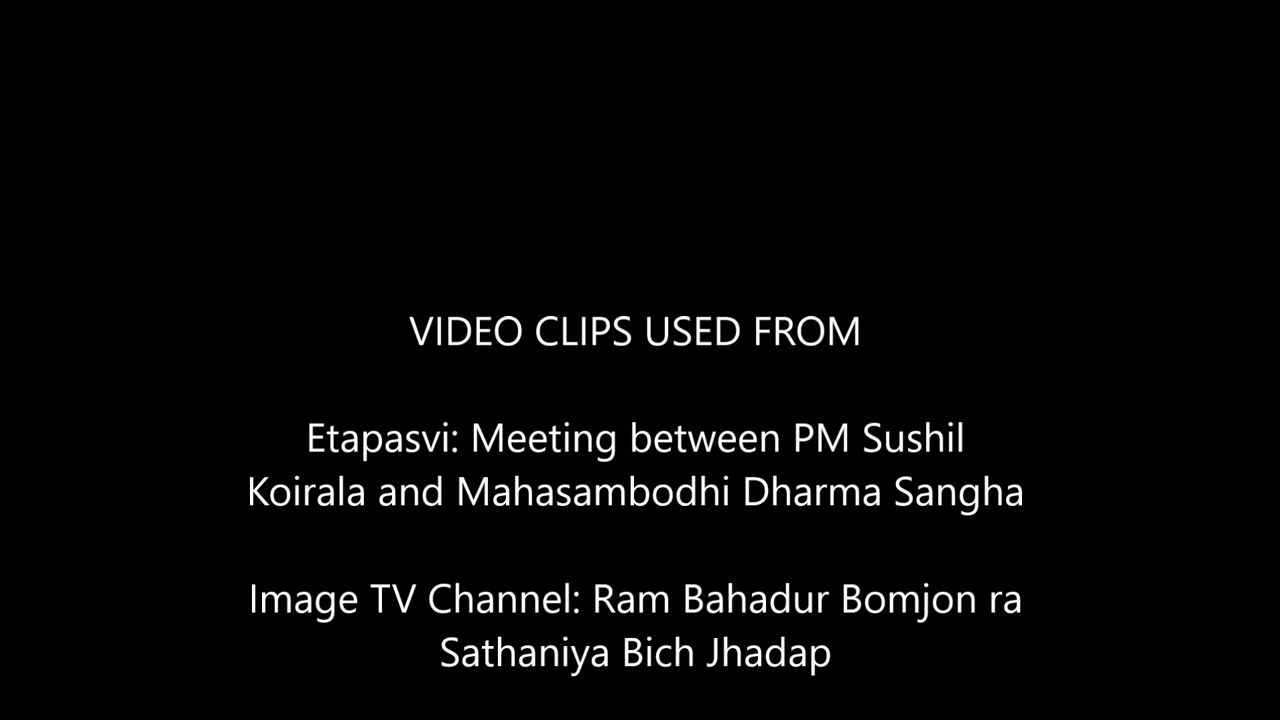 VIDEO CLIPS USED FROM
Etapasvi: Meeting between PM Sushil
Koirala and Mahasambodhi Dharma Sangha
Image TV Channel: Ram Bahadur Bomjon ra
Sathaniya Bich Jhadap